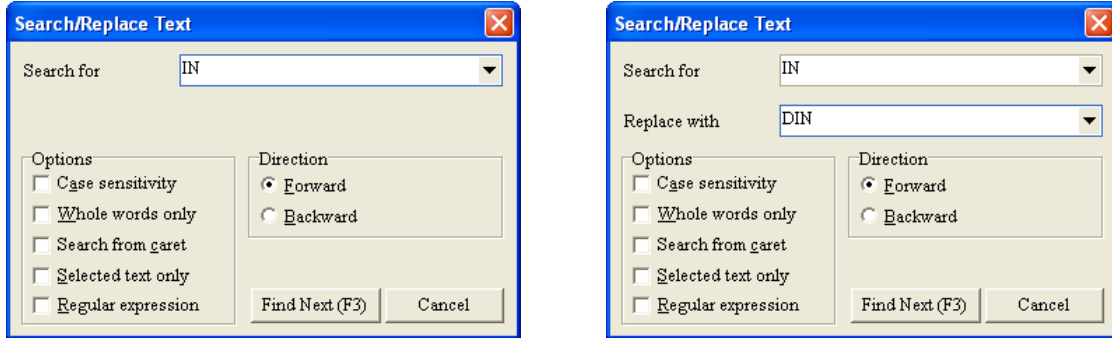 Search/Replace Text
Search for IN
Options
Case sensitivity
Whole words only
Search from caret
Selected text only
Regular expression
Direction
Forward
Backward
Find Next (F3) Cancel
Search/Replace Text
Search for IN
Replace with DIN
Options
Case sensitivity
Whole words only
Search from caret
Selected text only
Regular expression
Direction
Forward
Backward
Find Next (F3) Cancel